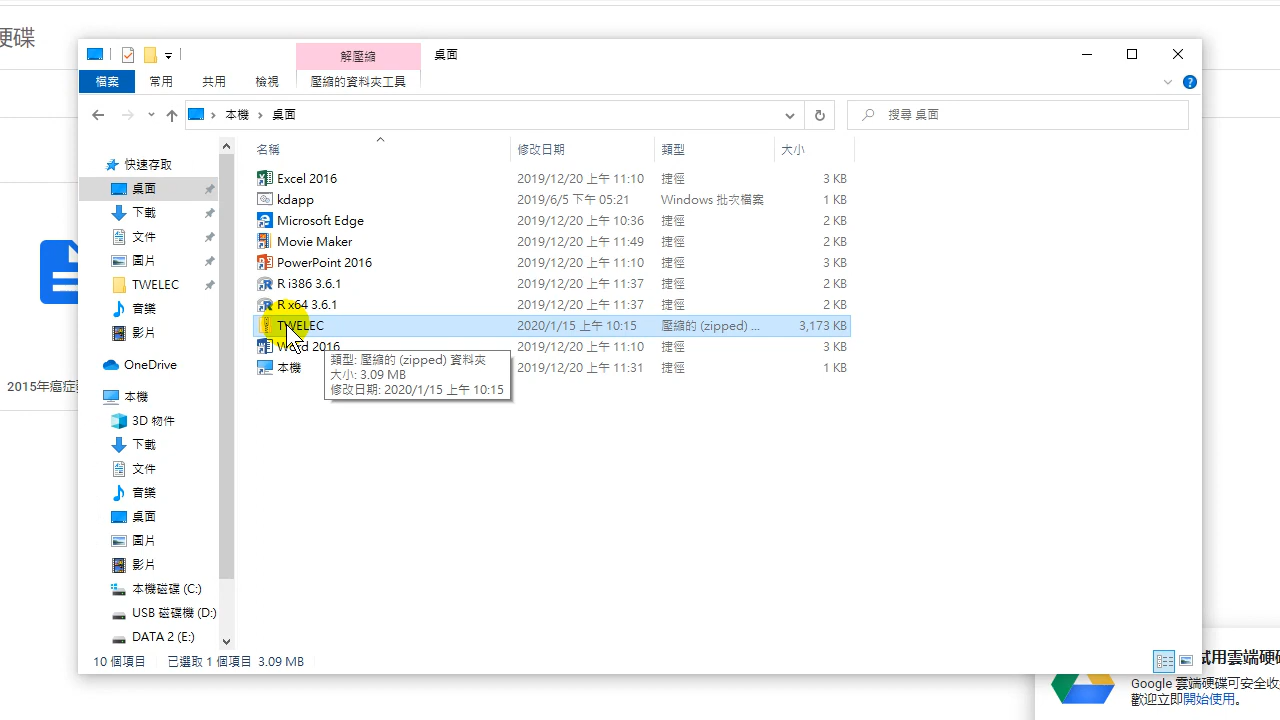 硬碟
解壓縮
桌面
檔案
常用
共用
檢視
壓縮的資料夾工具
本機 桌面
搜尋 桌面
名稱 修改日期 類型 大小
快速存取
桌面
下載
文件
圖片
TWELEC
音樂
影片
OneDrive
本機
3D 物件
下載
文件
音樂
桌面
圖片
影片
本機磁碟 (C:)
USB 磁碟機 (D:)
DATA 2 (E:)
Excel 2016 2019/12/20 上午 11:10 捷徑 3 KB
kdapp 2019/6/5 下午 05:21 Windows 批次檔案 1 KB
Microsoft Edge 2019/12/20 上午 10:36 捷徑 2 KB
Movie Maker 2019/12/20 上午 11:49 捷徑 2 KB
PowerPoint 2016 2019/12/20 上午 11:10 捷徑 3 KB
R i386 3.6.1 2019/12/20 上午 11:37 捷徑 2 KB
R x64 3.6.1 2019/12/20 上午 11:37 捷徑 2 KB
TWELEC 2020/1/15 上午 10:15 壓縮的 (zipped) ... 3,173 KB
Word 2016 2019/12/20 上午 11:10 捷徑 3 KB
本機 2019/12/20 上午 11:31 捷徑 1 KB
類型: 壓縮的 (zipped) 資料夾
大小: 3.09 MB
修改日期: 2020/1/15 上午 10:15
2015年癌症
10 個項目 已選取 1 個項目 3.09 MB
試用雲端硬碟
Google 雲端硬碟可安全收
歡迎立即開始使用。